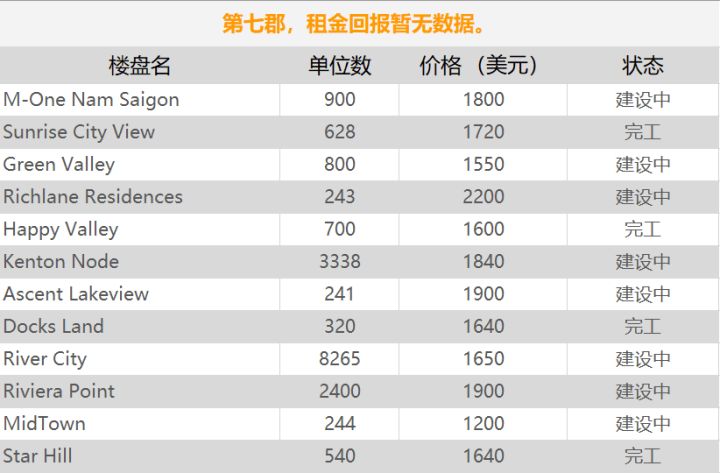 第七郡，租金回报暂无数据。
楼盘名 单位数 价格（美元） 状态
M-One Nam Saigon 900 1800 建设中
Sunrise City View 628 1720 完工
Green Valley 800 1550 建设中
Richlane Residences 243 2200 建设中
Happy Valley 700 1600 完工
Kenton Node 3338 1840 建设中
Ascent Lakeview 241 1900 建设中
Docks Land 320 1640 完工
River City 8265 1650 建设中
Riviera Point 2400 1900 建设中
MidTown 244 1200 建设中
Star Hill 540 1640 完工